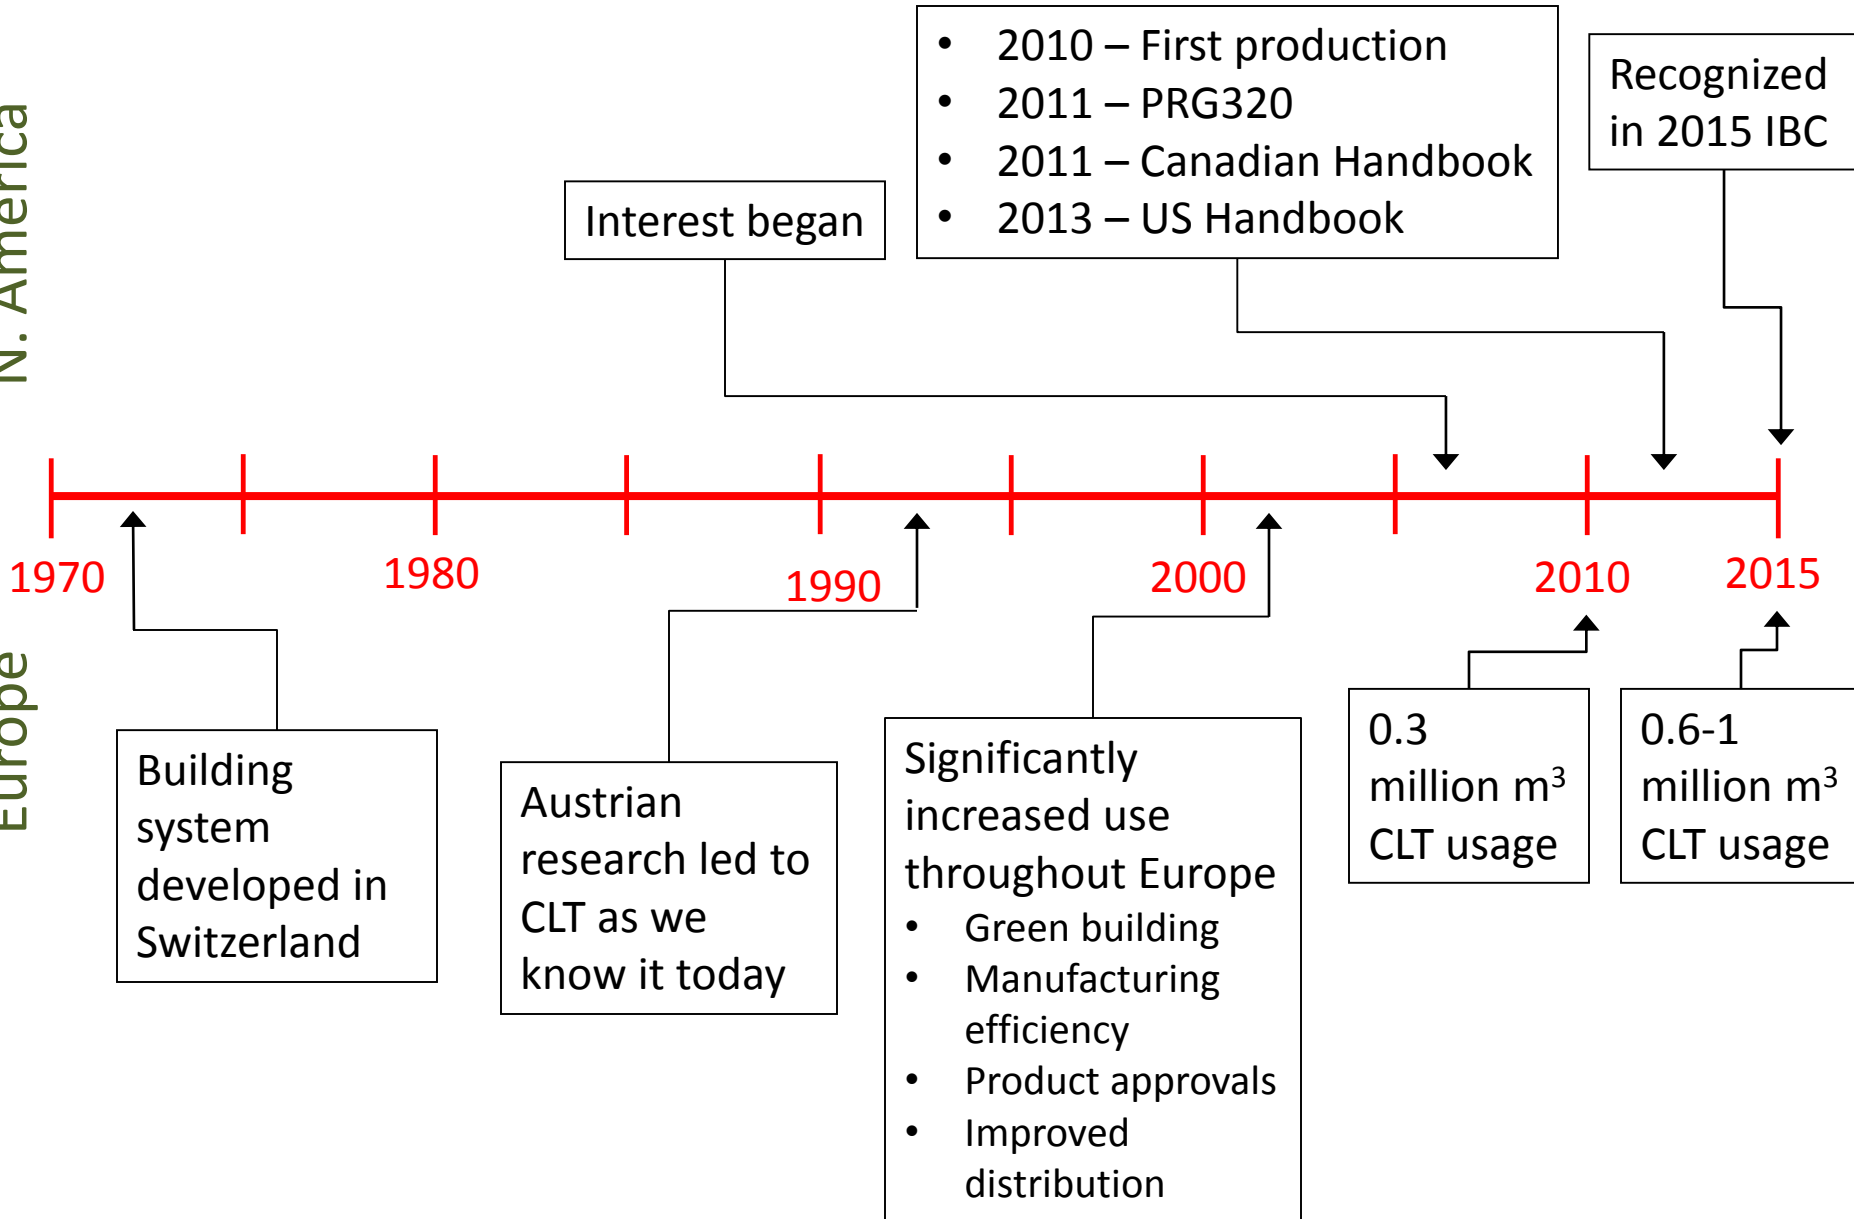 N. America
• 2010 – First production
• 2011 – PRG320
• 2011 – Canadian Handbook
• 2013 – US Handbook
Recognized
in 2015 IBC
Interest began
1970
1980
1990
2000
2010
2015
Europe
Building
system
developed in
Switzerland
Austrian
research led to
CLT as we
know it today
Significantly
increased use
throughout Europe
• Green building
• Manufacturing
efficiency
• Product approvals
• Improved
distribution
0.3
million m³
CLT usage
0.6-1
million m³
CLT usage